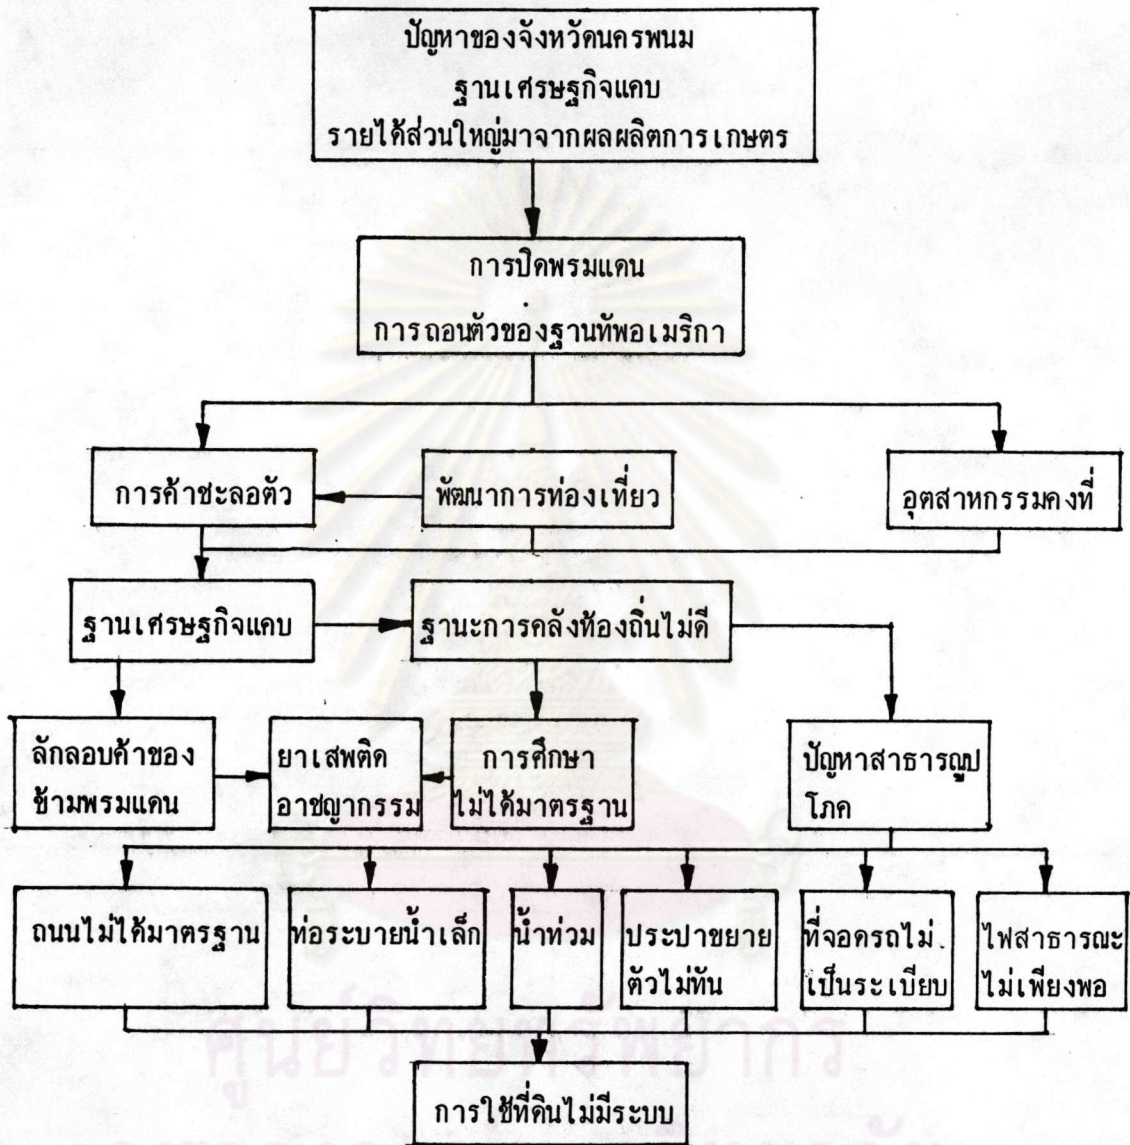 ปัญหาของจังหวัดนครพนม
ฐานเศรษฐกิจแคบ
รายได้ส่วนใหญ่มาจากผลผลิตการเกษตร
การปิดพรมแดน
การถอนตัวของฐานทัพอเมริกา
การค้าชะลอตัว
พัฒนาการท่องเที่ยว
อุตสาหกรรมคงที่
ฐานเศรษฐกิจแคบ
ฐานะการคลังท้องถิ่นไม่ดี
ลักลอบค้าของ
ข้ามพรมแดน
ยาเสพติด
อาชญากรรม
การศึกษา
ไม่ได้มาตรฐาน
ปัญหาสาธารณูป
โภค
ถนนไม่ได้มาตรฐาน
ท่อระบายน้ำเล็ก
น้ำท่วม
ประปาขยาย
ตัวไม่ทัน
ที่จอดรถไม่
เป็นระเบียบ
ไฟสาธารณะ
ไม่เพียงพอ
ศูนย์วิทยทรัพยากร
การใช้ที่ดินไม่มีระบบ